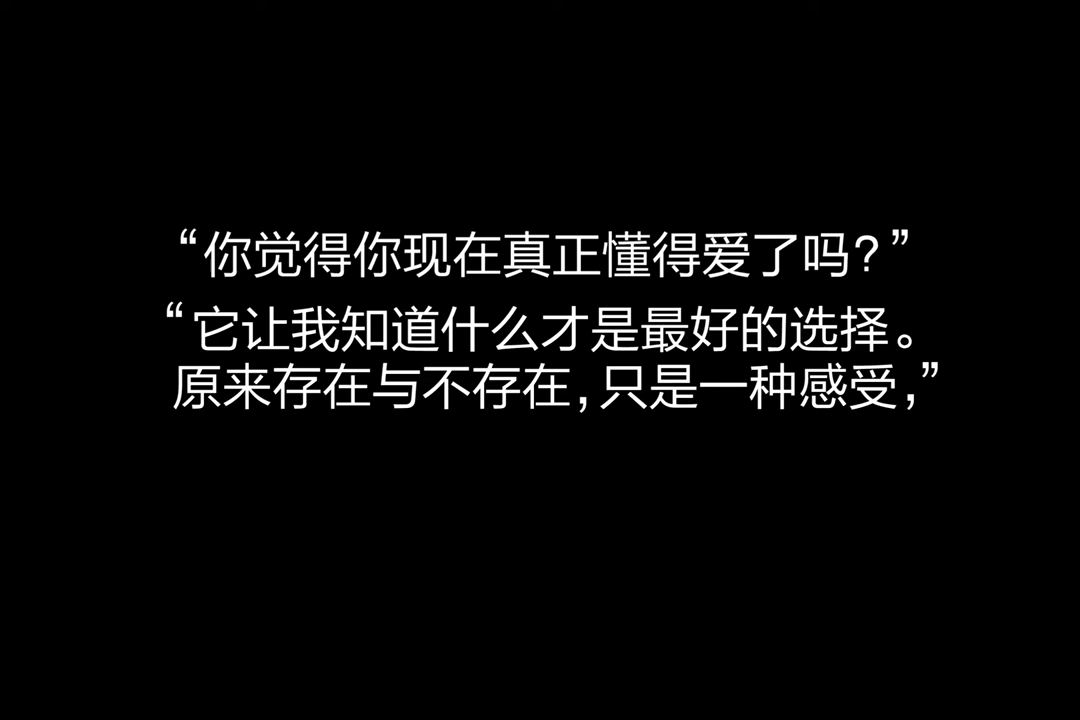 “你觉得你现在真正懂得爱了吗？”
“它让我知道什么才是最好的选择。
原来存在与不存在，只是一种感受，”